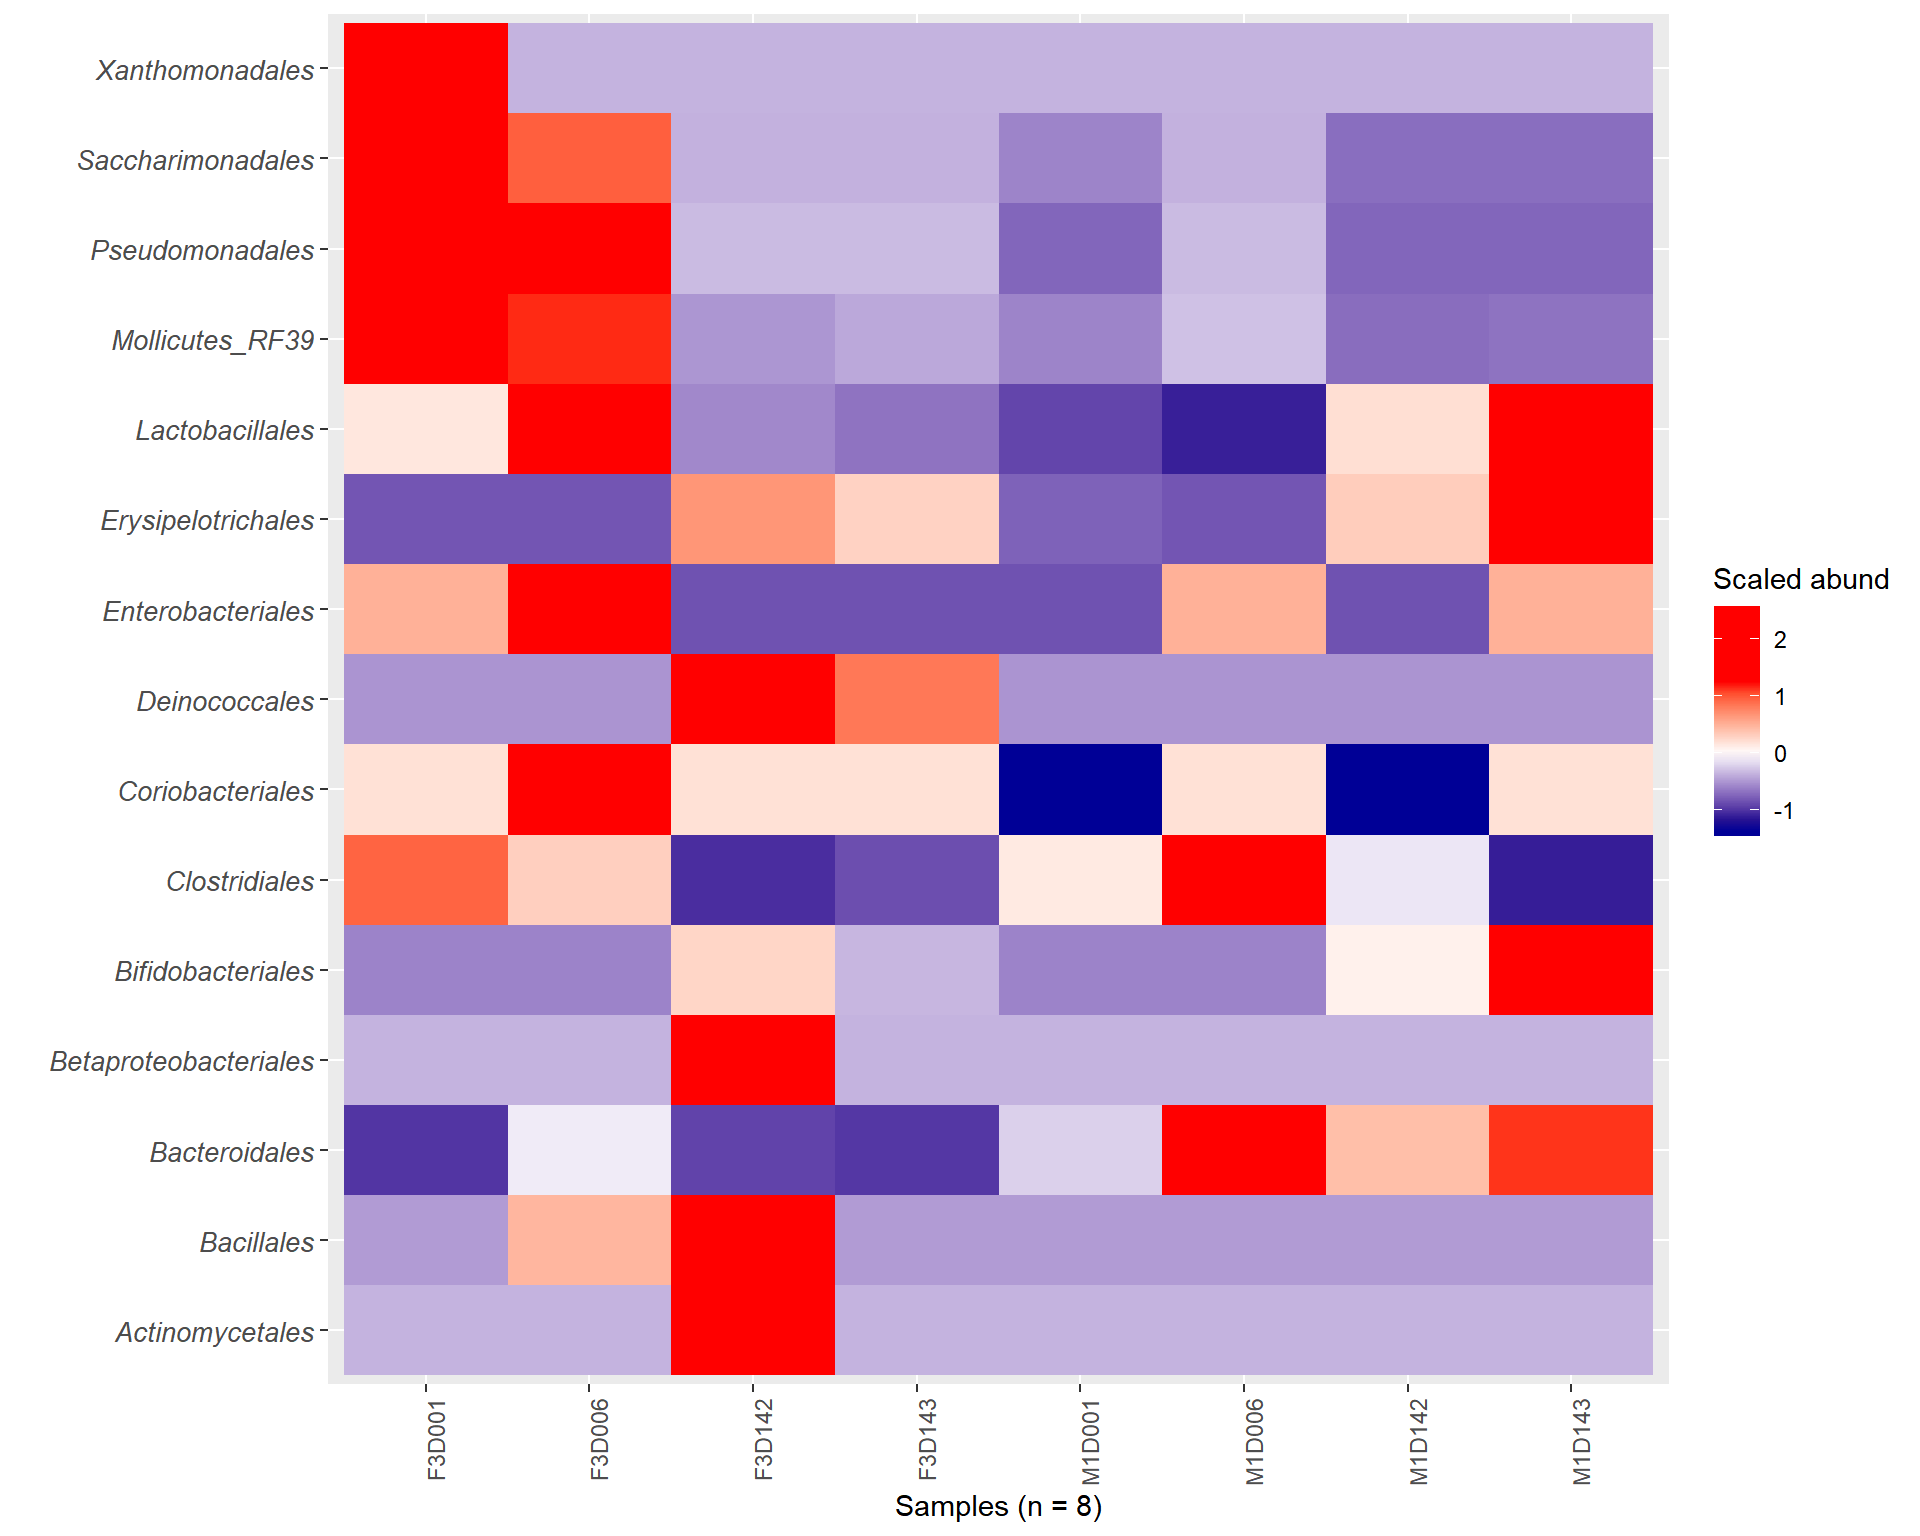 Xanthomonadales
Saccharimonadales
Pseudomonadales
Mollicutes_RF39
Lactobacillales
Erysipelotrichales
Enterobacteriales
Deinococcales
Coriobacteriales
Clostridiales
Bifidobacteriales
Betaproteobacteriales
Bacteroidales
Bacillales
Actinomycetales
F3D001
F3D006
F3D142
F3D143
M1D001
M1D006
M1D142
M1D143
Samples (n = 8)
Scaled abund
2
1
0
-1